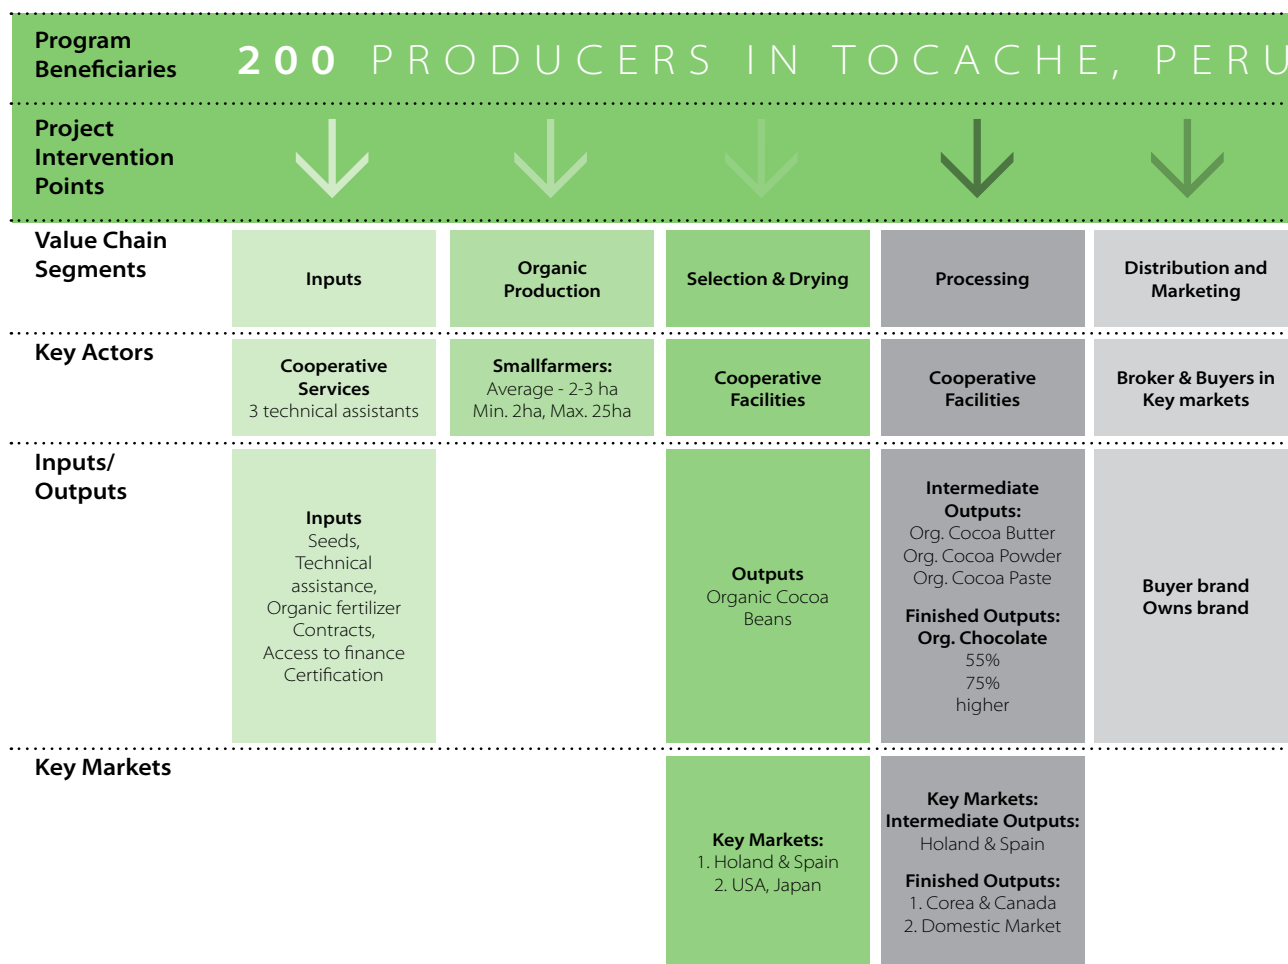 Program
Beneficiaries
200 PRODUCERS IN TOCACHE, PERU
Project
Intervention
Points
Value Chain
Segments
Inputs
Organic
Production
Selection & Drying
Processing
Distribution and
Marketing
Key Actors
Cooperative
Services
3 technical assistants
Smallfarmers:
Average - 2-3 ha
Min. 2ha, Max. 25ha
Cooperative
Facilities
Cooperative
Facilities
Broker & Buyers in
Key markets
Inputs/
Outputs
Inputs
Seeds,
Technical
assistance,
Organic fertilizer
Contracts,
Access to finance
Certification
Outputs
Organic Cocoa
Beans
Intermediate
Outputs:
Org. Cocoa Butter
Org. Cocoa Powder
Org. Cocoa Paste
Finished Outputs:
Org. Chocolate
55%
75%
higher
Buyer brand
Owns brand
Key Markets
Key Markets:
1. Holand & Spain
2. USA, Japan
Key Markets:
Intermediate Outputs:
Holand & Spain
Finished Outputs:
1. Corea & Canada
2. Domestic Market